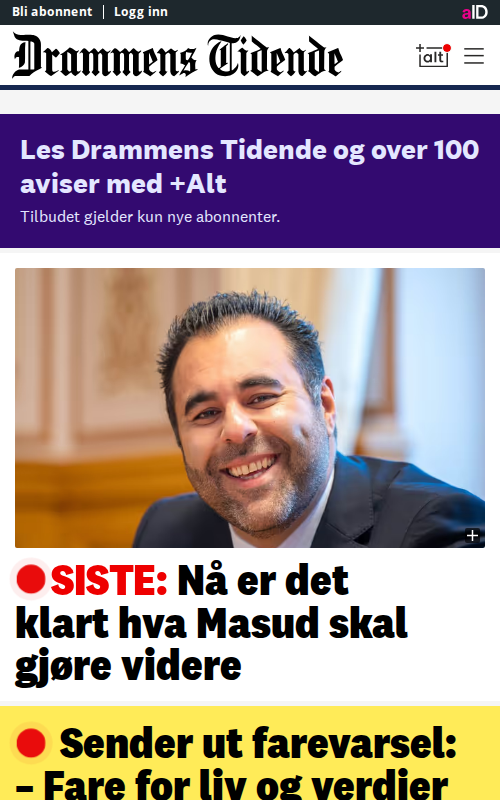 Bli abonnent | Logg inn
aID
Drammens Tidende
+alt
Les Drammens Tidende og over 100
aviser med +Alt
Tilbudet gjelder kun nye abonnenter.
SISTE: Nå er det
klart hva Masud skal
gjøre videre
Sender ut farevarsel:
– Fare for liv og verdier